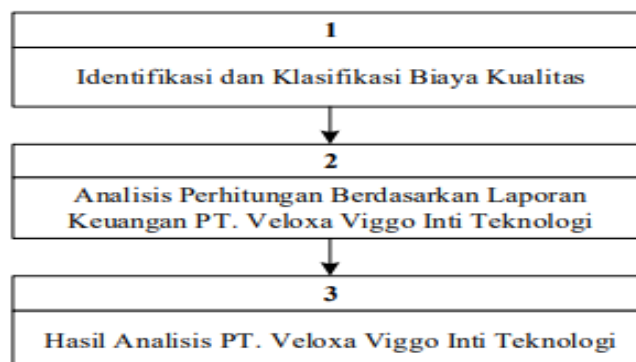 1
Identifikasi dan Klasifikasi Biaya Kualitas
2
Analisis Perhitungan Berdasarkan Laporan
Keuangan PT. Veloxa Viggo Inti Teknologi
3
Hasil Analisis PT. Veloxa Viggo Inti Teknologi